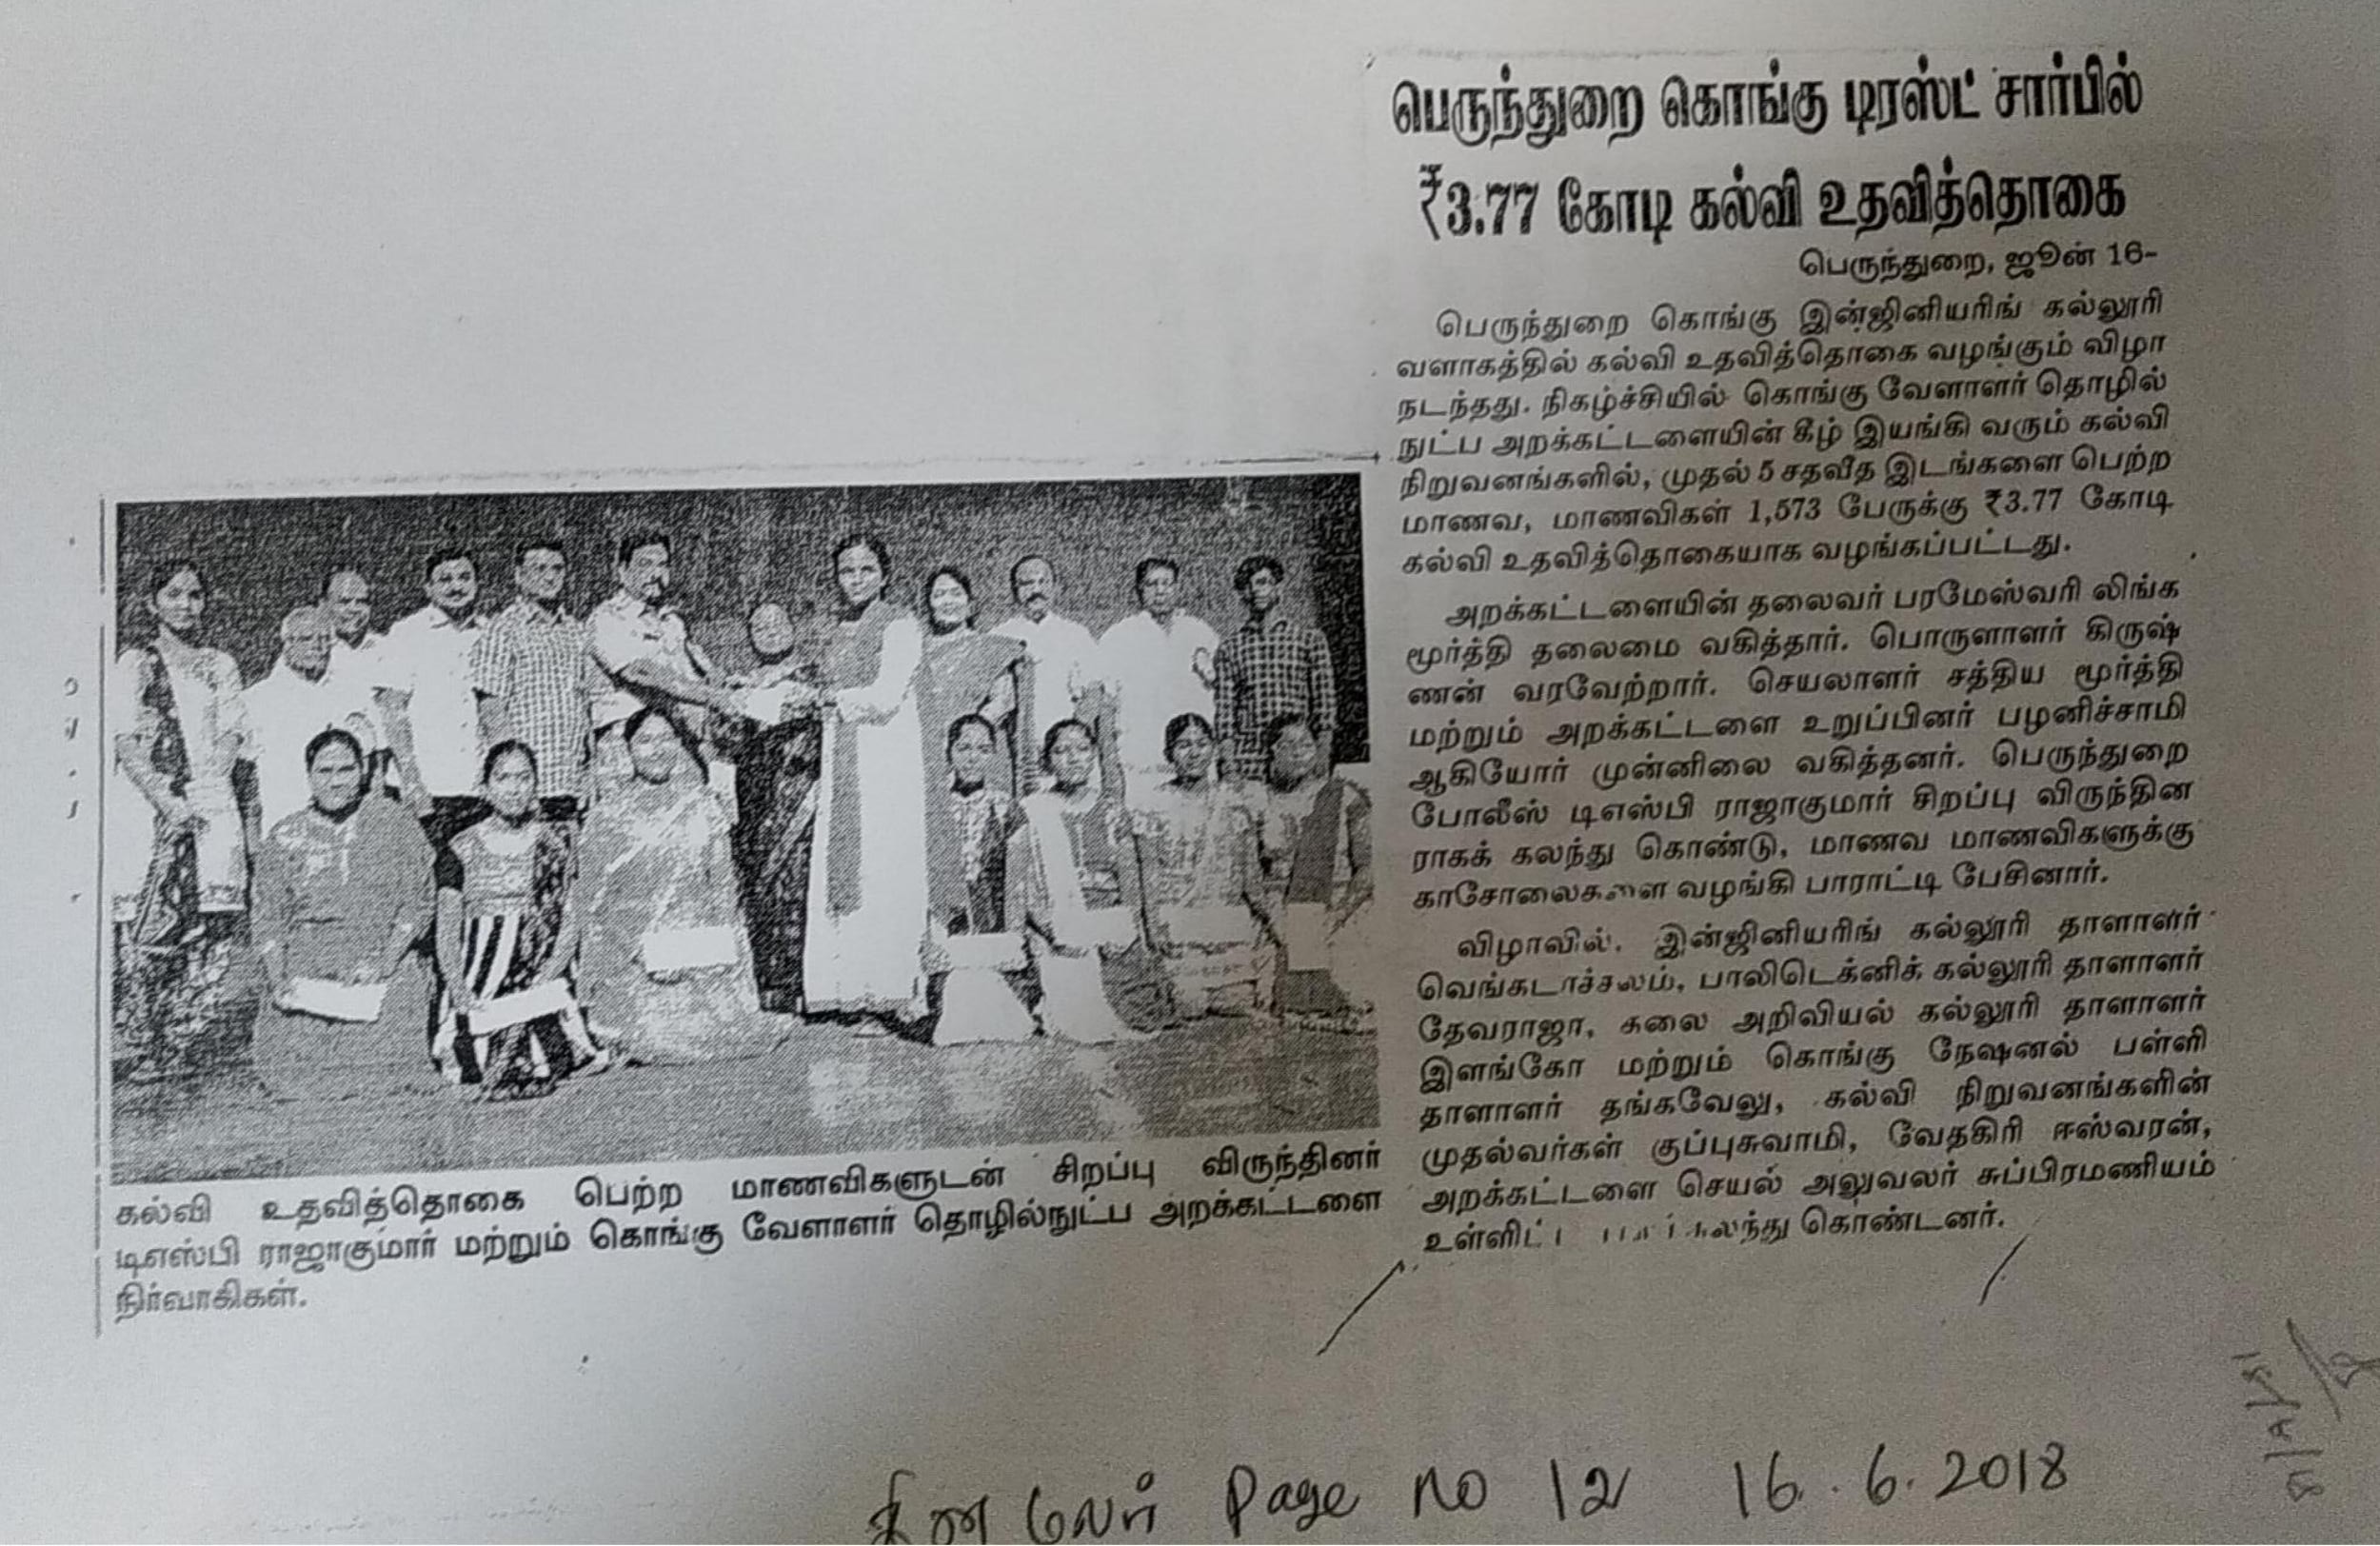 பெருந்துறை கொங்கு டிரஸ்ட் சார்பில்
₹3.77 கோடி கல்வி உதவித்தொகை
பெருந்துறை, ஜூன் 16-
பெருந்துறை கொங்கு இன்ஜினியரிங் கல்லூரி
வளாகத்தில் கல்வி உதவித்தொகை வழங்கும் விழா
நடந்தது. நிகழ்ச்சியில் கொங்கு வேளாளர் தொழில்
நுட்ப அறக்கட்டளையின் கீழ் இயங்கி வரும் கல்வி
நிறுவனங்களில், முதல் 5 சதவீத இடங்களை பெற்ற
மாணவ, மாணவிகள் 1,573 பேருக்கு ₹3.77 கோடி
கல்வி உதவித்தொகையாக வழங்கப்பட்டது.
அறக்கட்டளையின் தலைவர் பரமேஸ்வரி லிங்க
மூர்த்தி தலைமை வகித்தார். பொருளாளர் கிருஷ்
ணன் வரவேற்றார். செயலாளர் சத்திய மூர்த்தி
மற்றும் அறக்கட்டளை உறுப்பினர் பழனிச்சாமி
ஆகியோர் முன்னிலை வகித்தனர். பெருந்துறை
போலீஸ் டிஎஸ்பி ராஜாகுமார் சிறப்பு விருந்தின
ராகக் கலந்து கொண்டு, மாணவ மாணவிகளுக்கு
காசோலைகளை வழங்கி பாராட்டி பேசினார்.
விழாவில், இன்ஜினியரிங் கல்லூரி தாளாளர்
வெங்கடாச்சலம், பாலிடெக்னிக் கல்லூரி தாளாளர்
தேவராஜா, கலை அறிவியல் கல்லூரி தாளாளர்
இளங்கோ மற்றும் கொங்கு நேஷனல் பள்ளி
தாளாளர் தங்கவேலு, கல்வி நிறுவனங்களின்
முதல்வர்கள் குப்புசுவாமி, வேதகிரி ஈஸ்வரன்,
அறக்கட்டளை செயல் அலுவலர் சுப்பிரமணியம்
கலந்து கொண்டனர்.
கல்வி உதவித்தொகை பெற்ற மாணவிகளுடன் சிறப்பு விருந்தினர்
டிஎஸ்பி ராஜாகுமார் மற்றும் கொங்கு வேளாளர் தொழில்நுட்ப அறக்கட்டளை
நிர்வாகிகள்.
தினமலர் Page no 12 16.6.2018